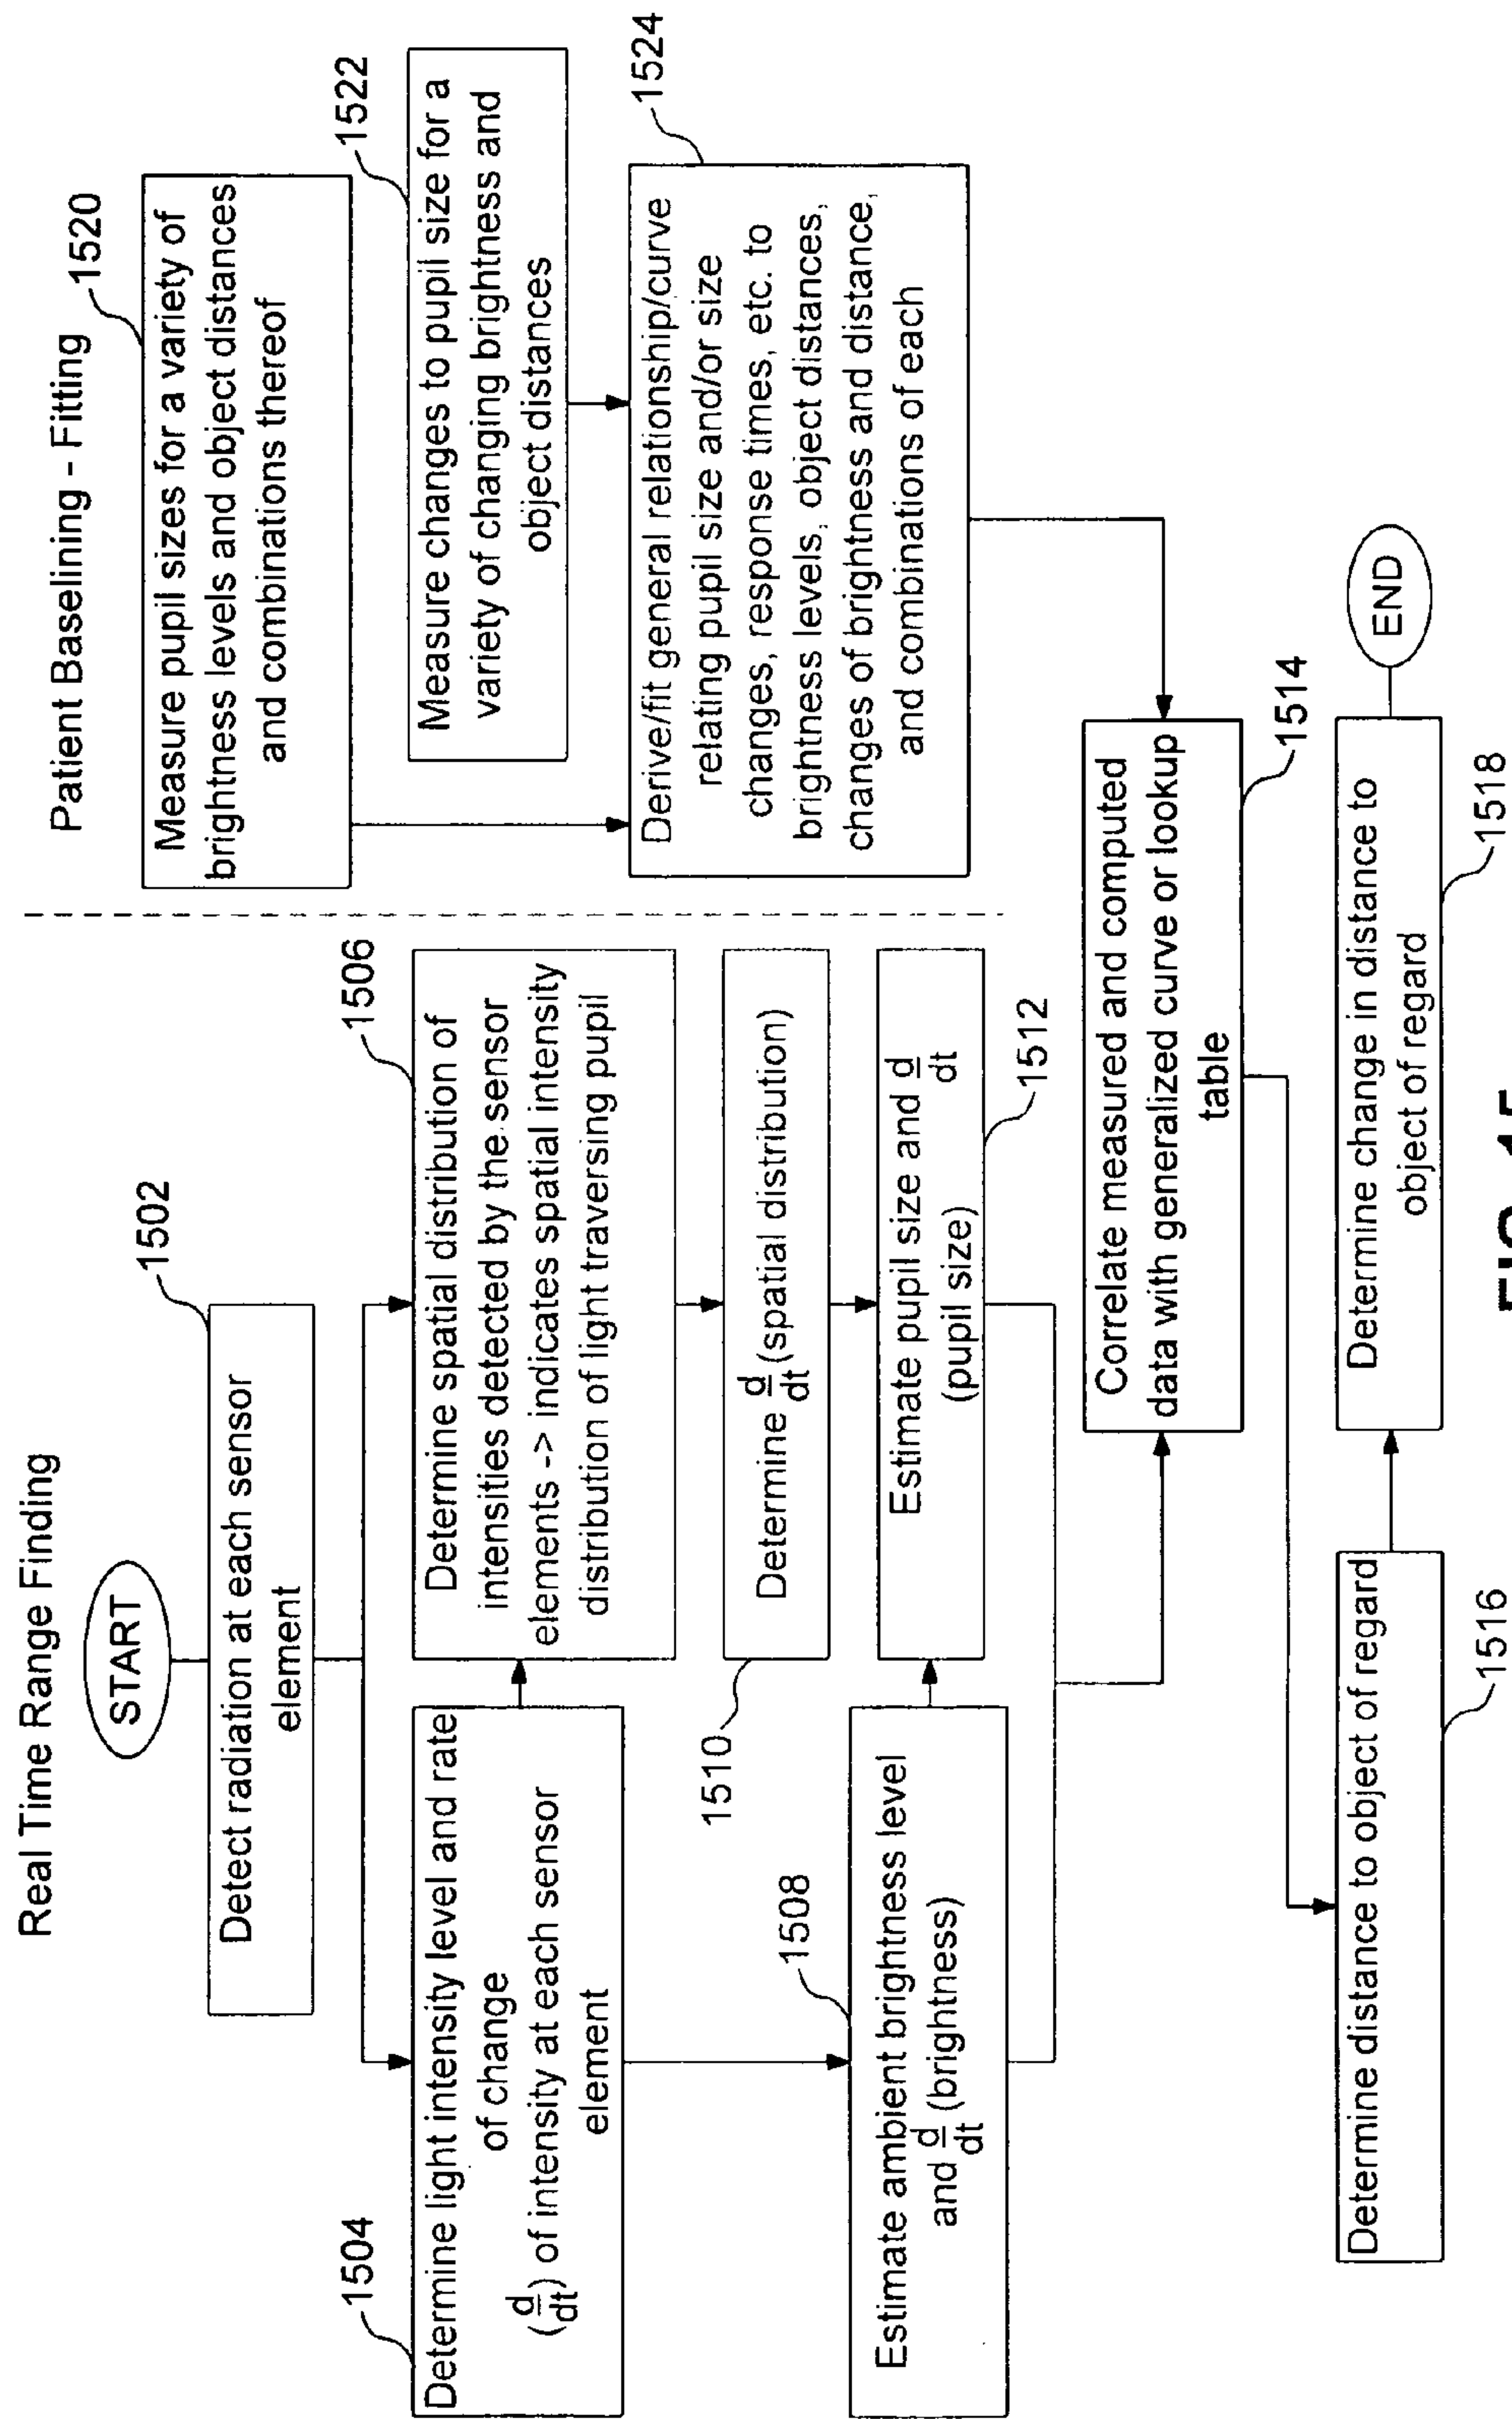 Real Time Range Finding
START
1502
Detect radiation at each sensor
element
1504
Determine light intensity level and rate
of change
(d/dt) of intensity at each sensor
element
1506
Determine spatial distribution of
intensities detected by the sensor
elements -> indicates spatial intensity
distribution of light traversing pupil
1510
Determine d/dt (spatial distribution)
1508
Estimate ambient brightness level
and d/dt (brightness)
Estimate pupil size and d/dt
(pupil size)
1512
Patient Baselining - Fitting
1520
Measure pupil sizes for a variety of
brightness levels and object distances
and combinations thereof
1522
Measure changes to pupil size for a
variety of changing brightness and
object distances
1524
Derive/fit general relationship/curve
relating pupil size and/or size
changes, response times, etc. to
brightness levels, object distances,
changes of brightness and distance,
and combinations of each
Correlate measured and computed
data with generalized curve or lookup
table
1514
Determine distance to object of regard
1516
Determine change in distance to
object of regard
1518
END